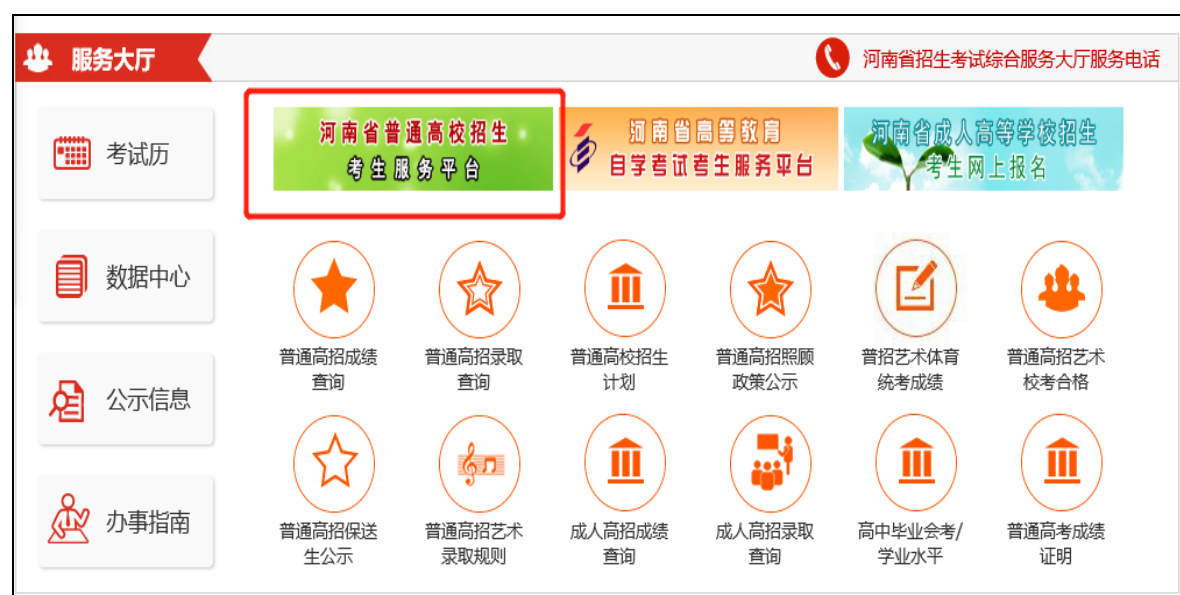 服务大厅
河南省招生考试综合服务大厅服务电话
考试历
数据中心
公示信息
办事指南
河南省普通高校招生
考生服务平台
河南省高等教育
自学考试考生服务平台
河南省成人高等学校招生
考生网上报名
普通高招成绩
查询
普通高招录取
查询
普通高校招生
计划
普通高招照顾
政策公示
普招艺术体育
统考成绩
普通高招艺术
校考合格
普通高招保送
生公示
普通高招艺术
录取规则
成人高招成绩
查询
成人高招录取
查询
高中毕业会考/
学业水平
普通高考成绩
证明